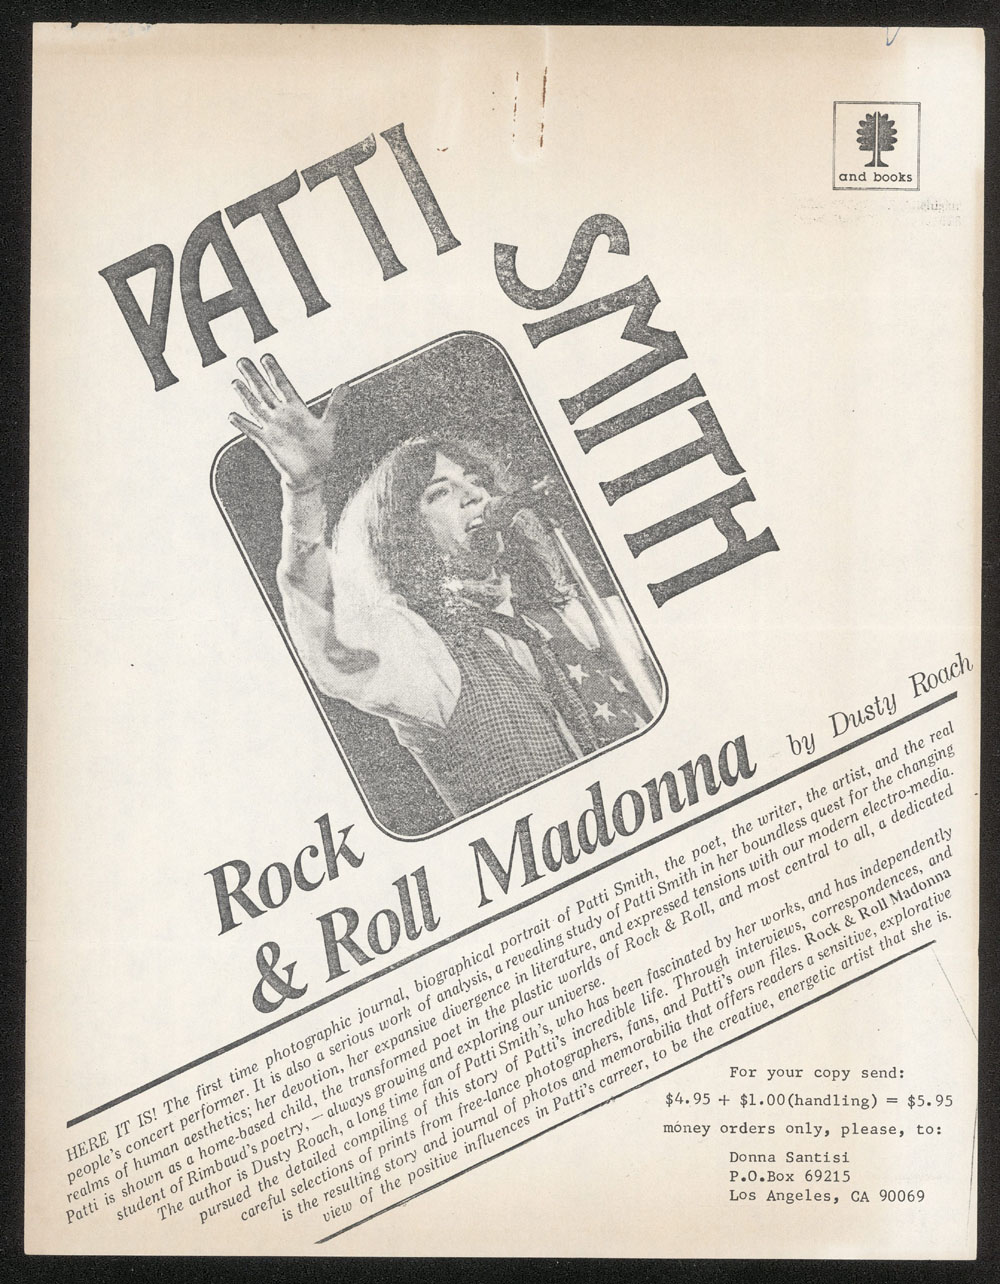 and books
PATTI
SMITH
Rock
& Roll Madonna by Dusty Roach
HERE IT IS! The first time photographic journal, biographical portrait of Patti Smith, the poet, the writer, the artist, and the real
people's concert performer. It is also a serious work of analysis, a revealing study of Patti Smith in her boundless quest for the changing
realms of human aesthetics; her devotion, her expansive divergence in literature, and expressed tensions with our modern electro-media.
Patti is shown as a home-based child, the transformed poet in the plastic worlds of Rock & Roll, and most central to all, a dedicated
student of Rimbaud's poetry, — always growing and exploring our universe.
The author is Dusty Roach, a long time fan of Patti Smith's, who has been fascinated by her works, and has independently
pursued the detailed compiling of this story of Patti's incredible life. Through interviews, correspondences, and
careful selections of prints from free-lance photographers, fans, and Patti's own files. Rock & Roll Madonna
is the resulting story and journal of photos and memorabilia that offers readers a sensitive, explorative
view of the positive influences in Patti's carreer, to be the creative, energetic artist that she is.
For your copy send:
$4.95 + $1.00(handling) = $5.95
money orders only, please, to:
Donna Santisi
P.O.Box 69215
Los Angeles, CA 90069